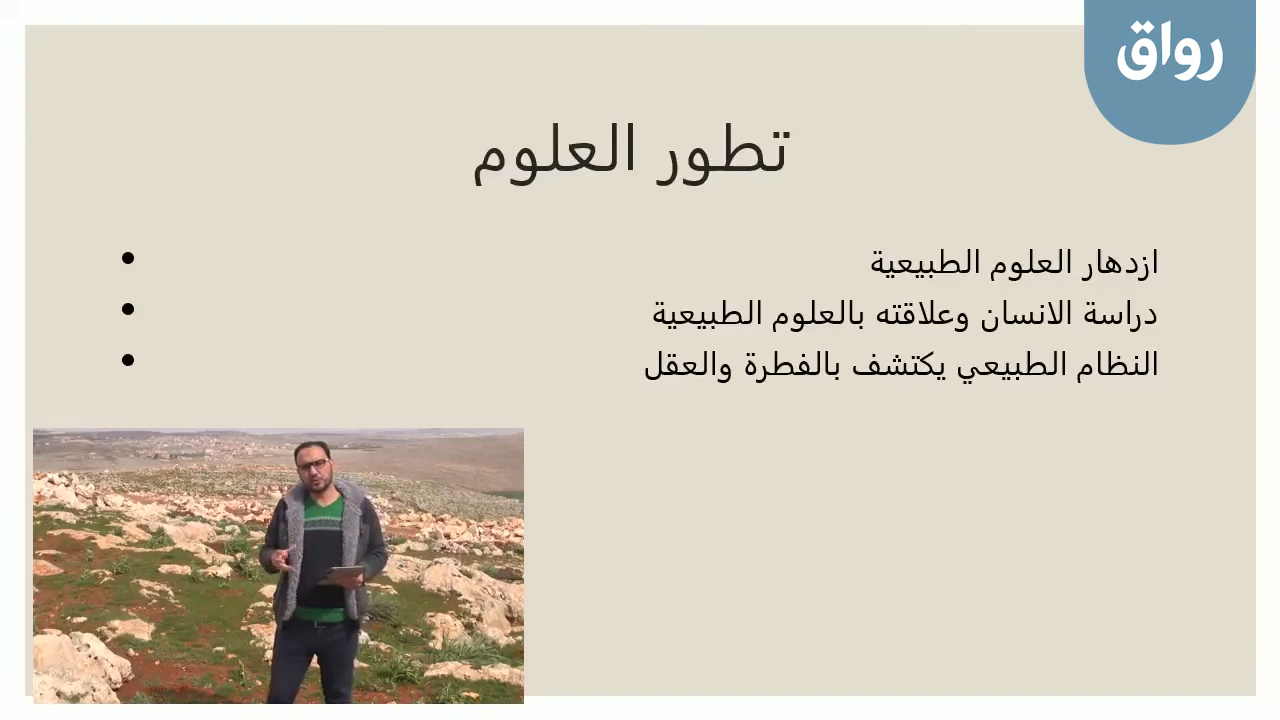 رواق
تطور العلوم
ازدهار العلوم الطبيعية
دراسة الانسان وعلاقته بالعلوم الطبيعية
النظام الطبيعي يكتشف بالفطرة والعقل